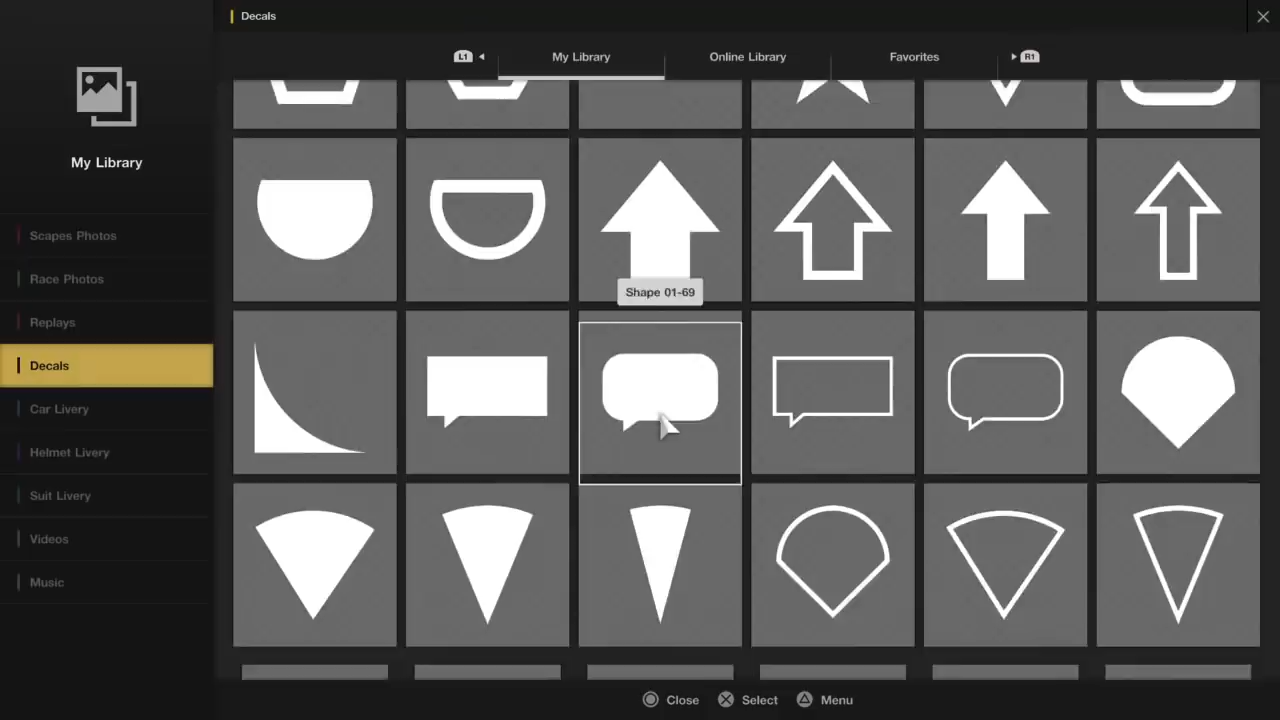 Decals
L1
My Library
Online Library
Favorites
R1
My Library
Scapes Photos
Race Photos
Replays
Decals
Car Livery
Helmet Livery
Suit Livery
Videos
Music
Shape 01-69
Close
Select
Menu